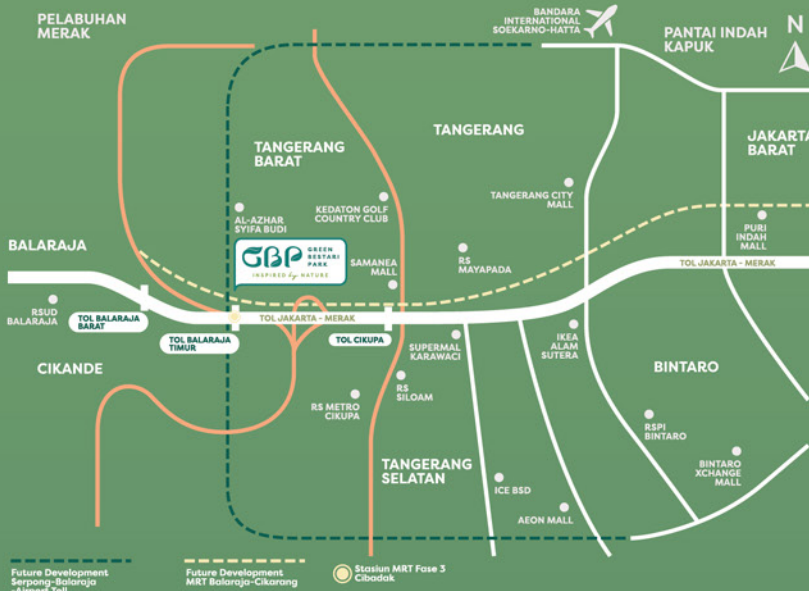 PELABUHAN
MERAK
BANDARA
INTERNATIONAL
SOEKARNO-HATTA
PANTAI INDAH
KAPUK
N
TANGERANG
BARAT
TANGERANG
JAKARTA
BARAT
KEDATON GOLF
COUNTRY CLUB
TANGERANG CITY
MALL
AL-AZHAR
SYIFA BUDI
PURI
INDAH
MALL
BALARAJA
GBP
GREEN
BESTARI
PARK
INSPIRED by NATURE
SAMANEA
MALL
RS
MAYAPADA
TOL JAKARTA - MERAK
RSUD
BALARAJA
TOL BALARAJA
BARAT
TOL BALARAJA
TIMUR
TOL JAKARTA - MERAK
TOL CIKUPA
SUPERMAL
KARAWACI
IKEA
ALAM
SUTERA
CIKANDE
BINTARO
RS
SILOAM
RS METRO
CIKUPA
RSPI
BINTARO
TANGERANG
SELATAN
BINTARO
XCHANGE
MALL
ICE BSD
AEON MALL
Future Development
Serpong-Balaraja
-Airport Toll
Future Development
MRT Balaraja-Cikarang
Stasiun MRT Fase 3
Cibadak